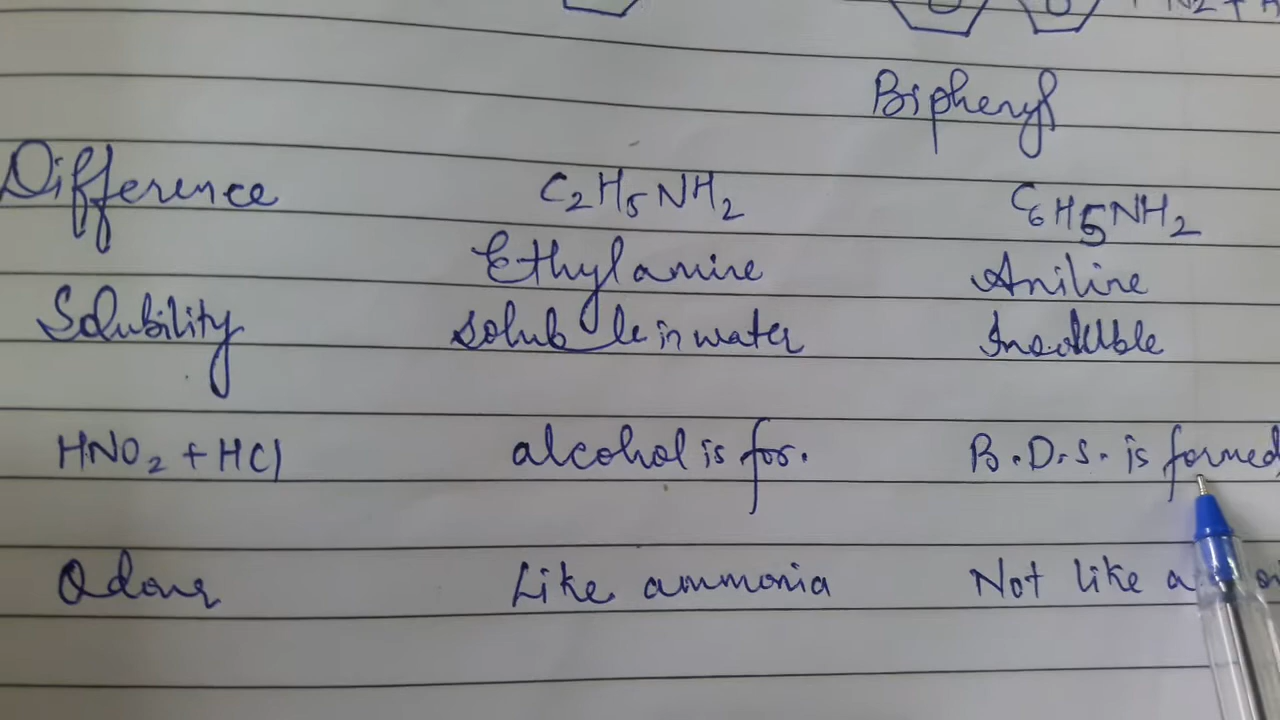 + N2 + H
Biphenyl
Difference C2H5NH2 C6H5NH2
Ethylamine Aniline
Solubility Soluble in water Insoluble
HNO2 + HCl alcohol is for. B.D.S. is formed
Odour Like ammonia Not like a